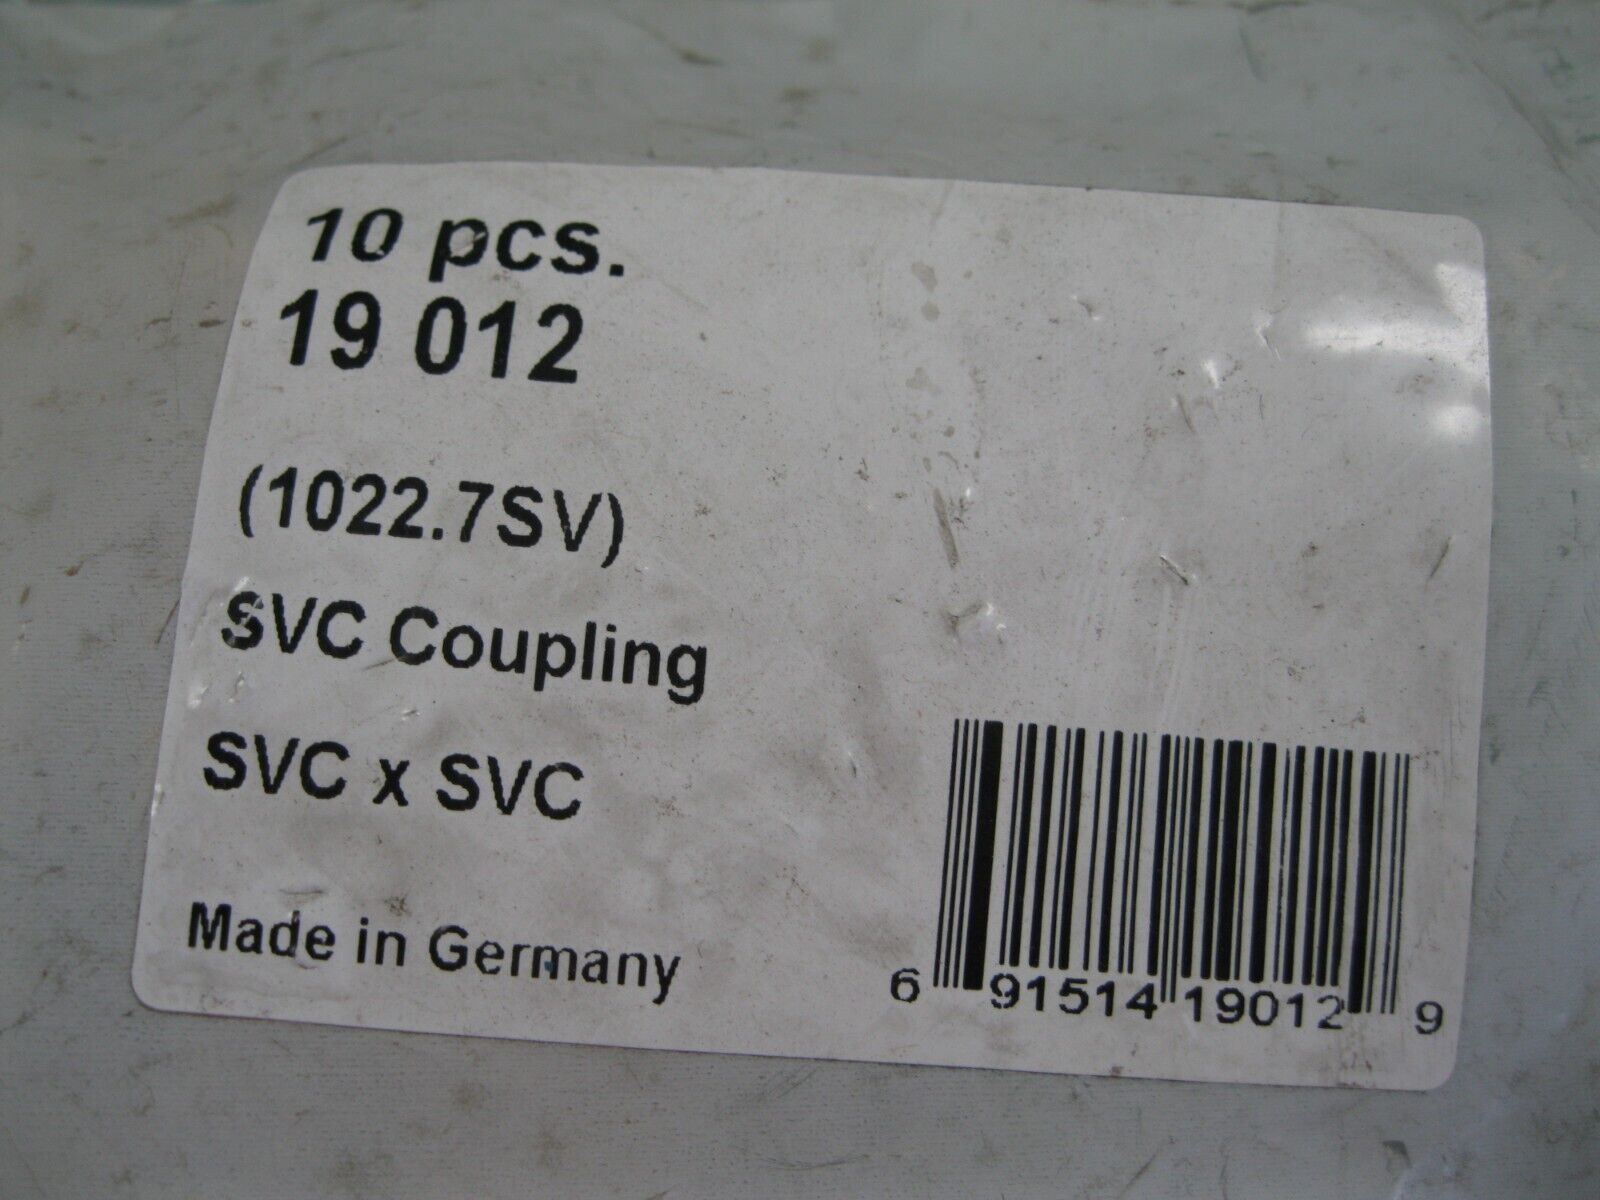 10 pcs.
19 012
(1022.7SV)
SVC Coupling
SVC x SVC
Made in Germany
6 91514 19012 9